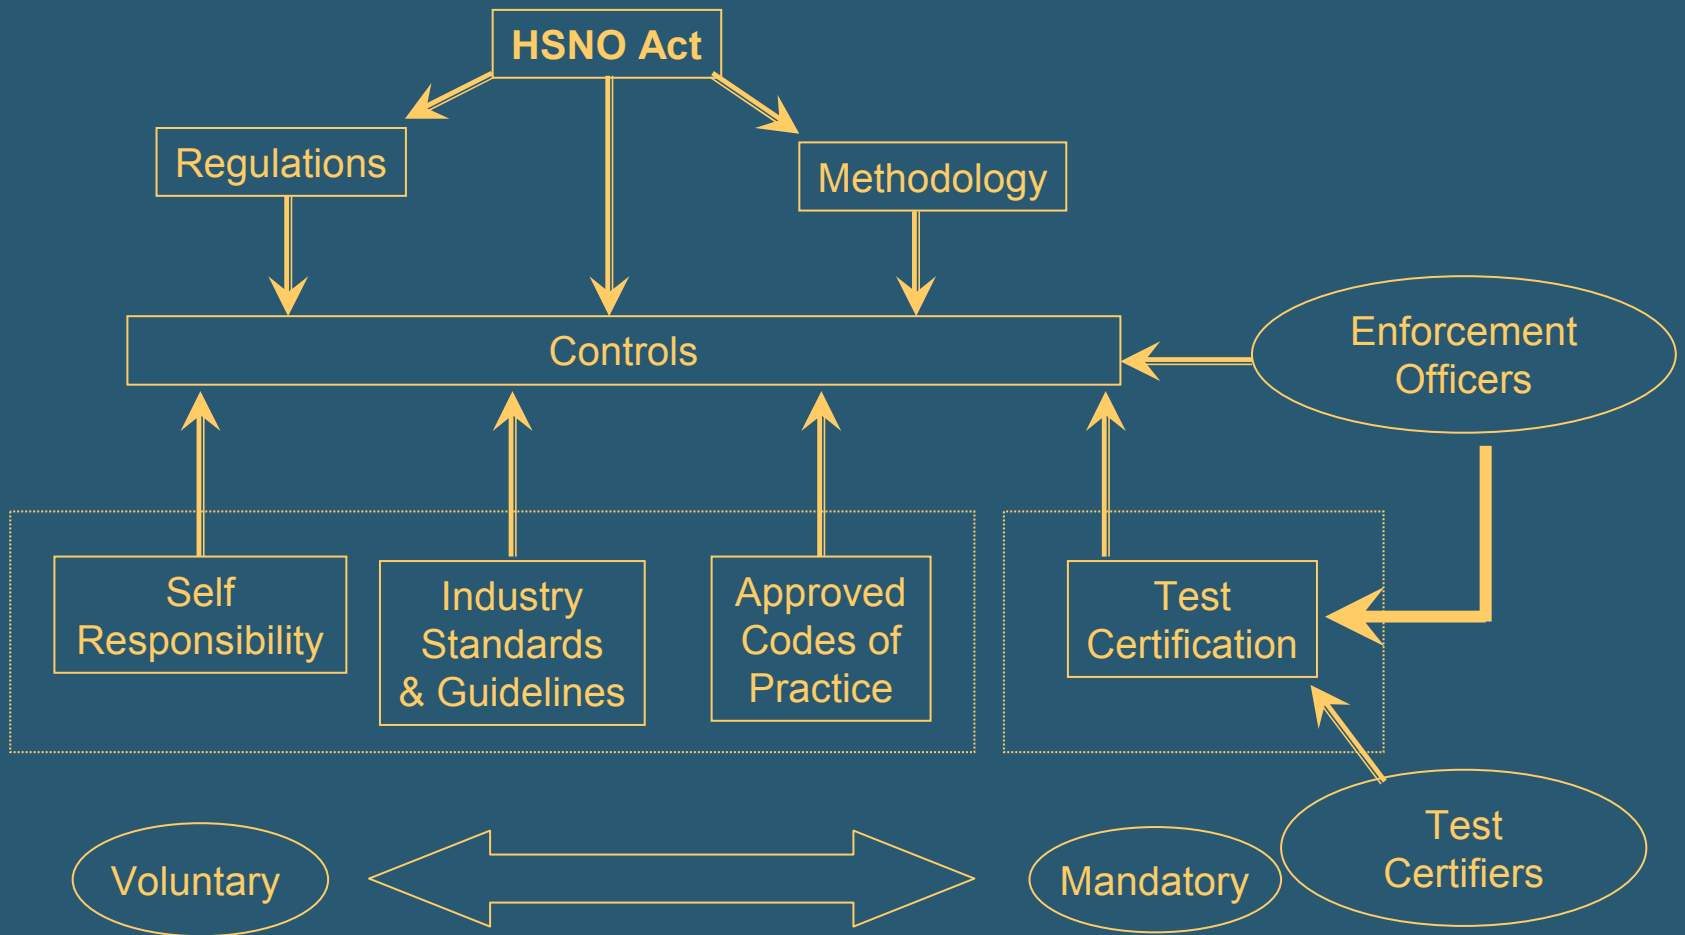 HSNO Act
Regulations
Methodology
Controls
Enforcement
Officers
Self
Responsibility
Industry
Standards
& Guidelines
Approved
Codes of
Practice
Test
Certification
Voluntary
Mandatory
Test
Certifiers